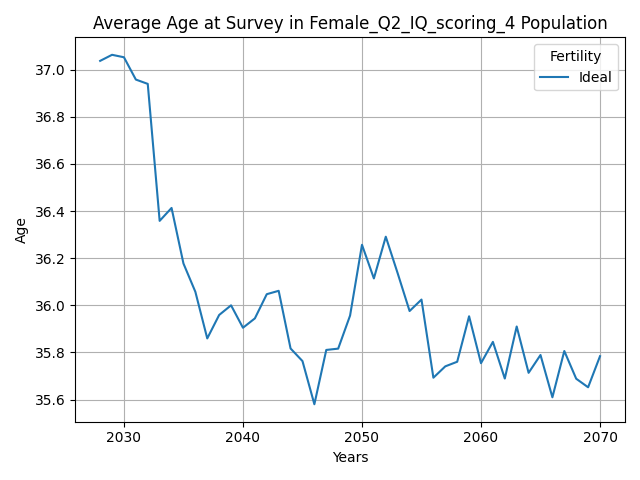 Average Age at Survey in Female_Q2_IQ_scoring_4 Population
Fertility
Ideal
37.0
36.8
36.6
36.4
36.2
36.0
35.8
35.6
Age
2030 2040 2050 2060 2070
Years